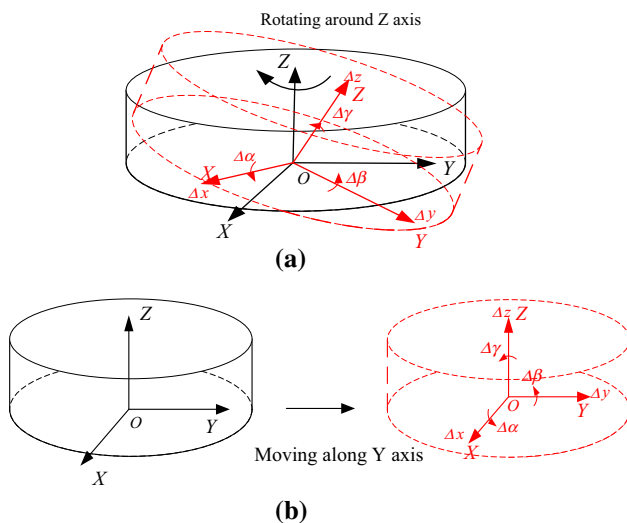 Rotating around Z axis
Z
Δz
Z
Δγ
Δα
X
Δx
O
Δβ
Y
X
Δy
Y
(a)
Z
O
Y
X
Moving along Y axis
Δz Z
Δγ
Δβ
O
Y
Δy
Δx
Δα
X
(b)